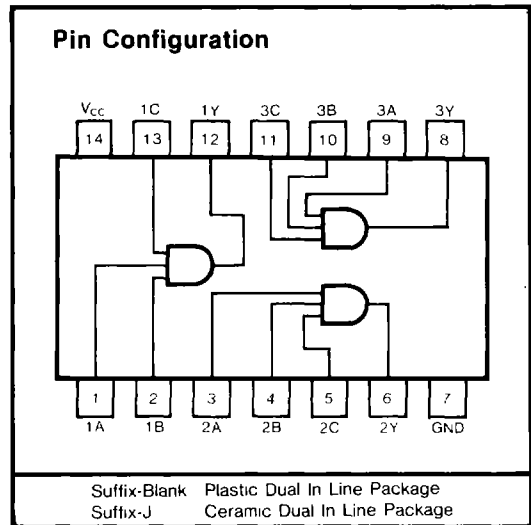 Pin Configuration
VCC 1C 1Y 3C 3B 3A 3Y
14 13 12 11 10 9 8
1 2 3 4 5 6 7
1A 1B 2A 2B 2C 2Y GND
Suffix-Blank Plastic Dual In Line Package
Suffix-J Ceramic Dual In Line Package